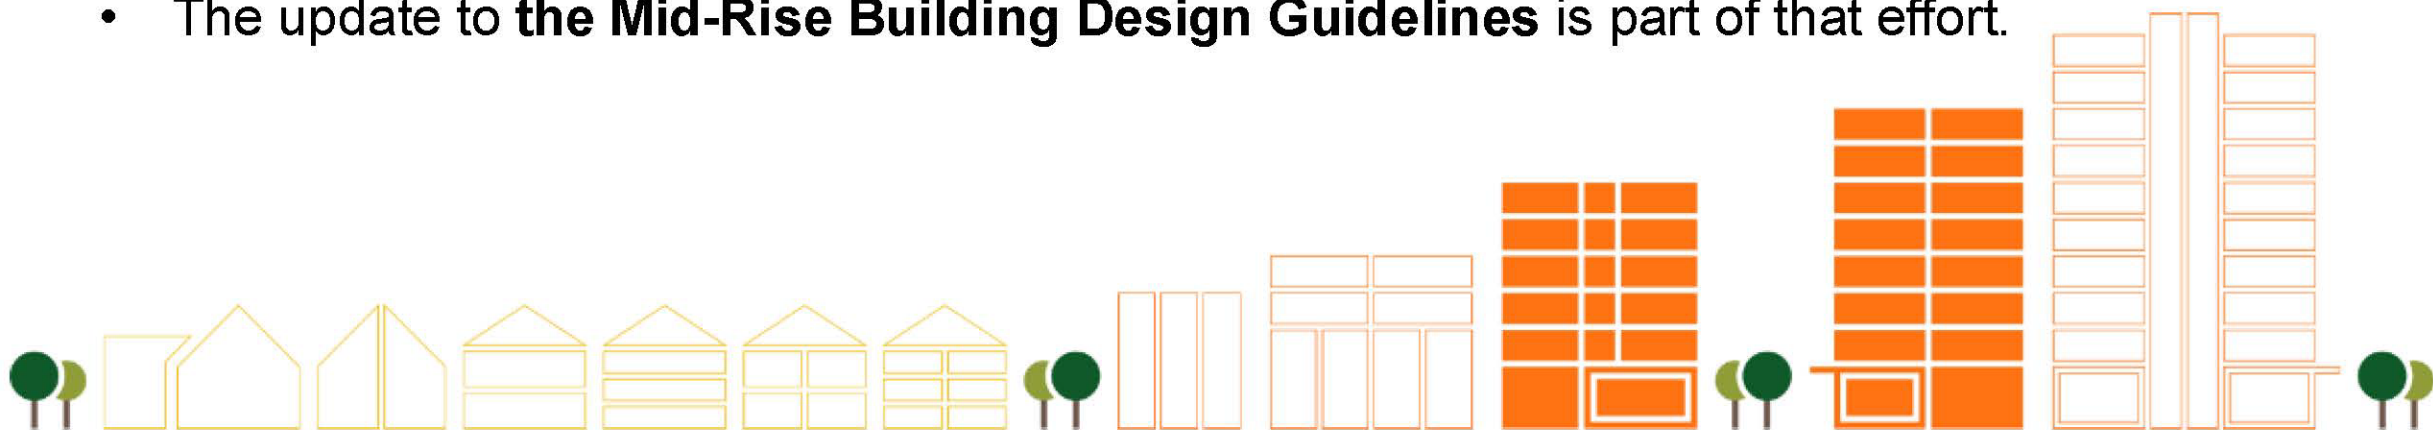 • The update to the Mid-Rise Building Design Guidelines is part of that effort.